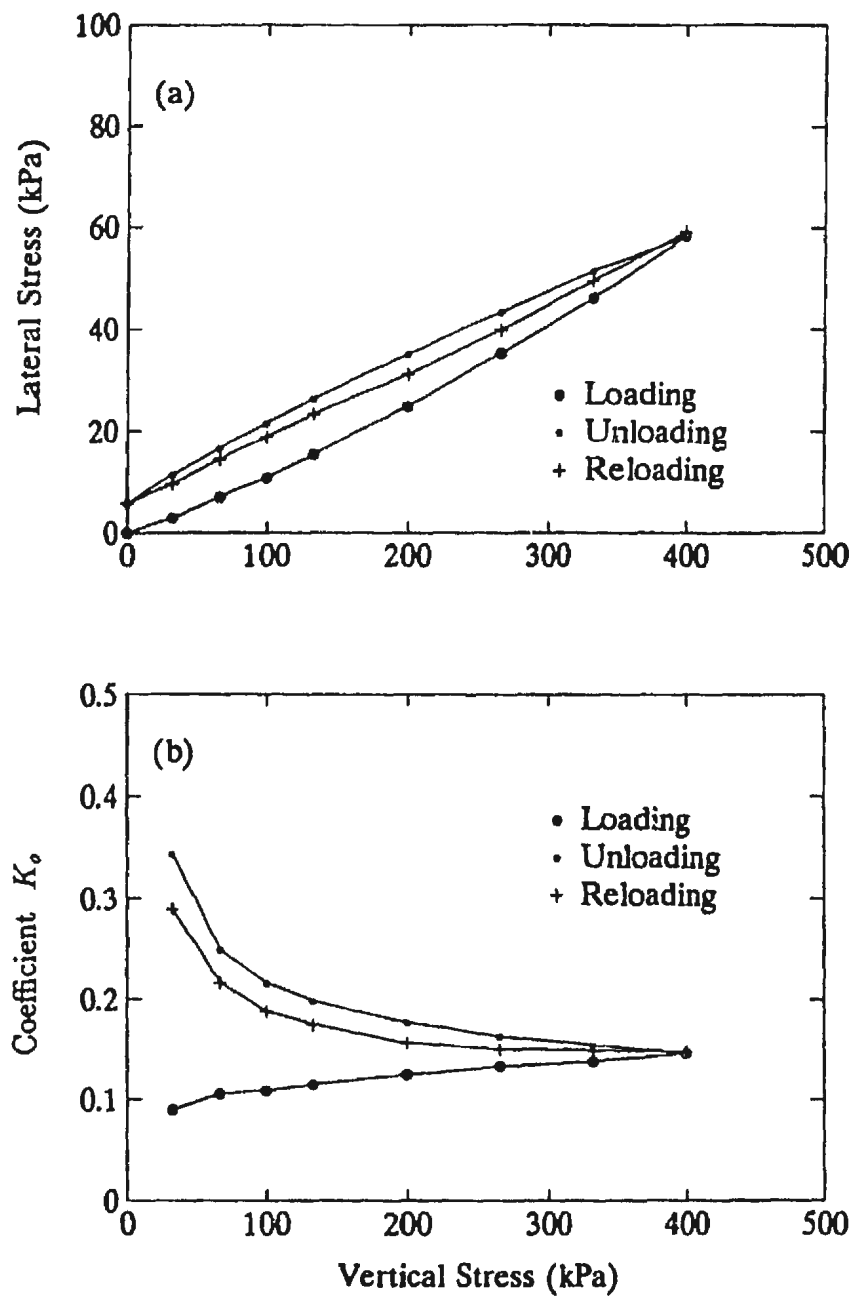 100
(a)
80
60
40
20
0
Lateral Stress (kPa)
Loading
Unloading
Reloading
0 100 200 300 400 500
0.5
(b)
0.4
0.3
0.2
0.1
0
Coefficient K₀
Loading
Unloading
Reloading
0 100 200 300 400 500
Vertical Stress (kPa)